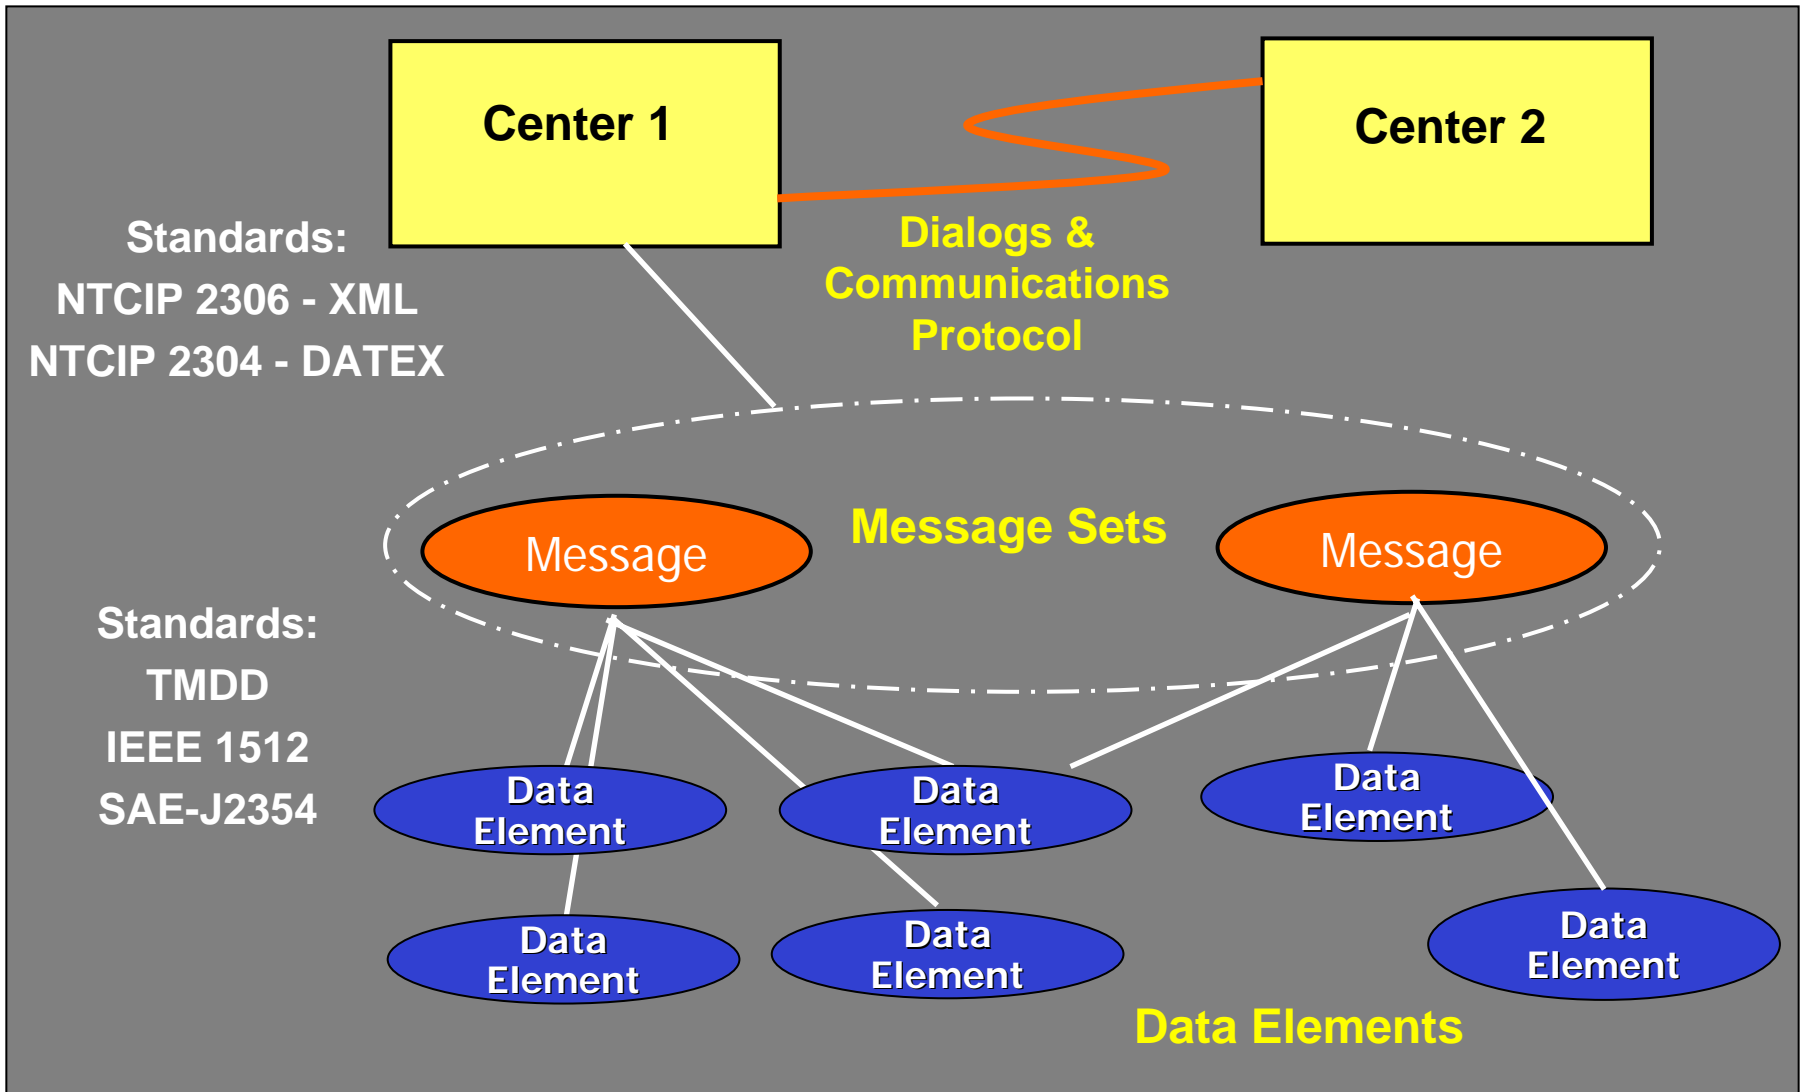 Center 1
Center 2
Standards:
NTCIP 2306 - XML
NTCIP 2304 - DATEX
Dialogs &
Communications
Protocol
Message Sets
Message
Message
Standards:
TMDD
IEEE 1512
SAE-J2354
Data
Element
Data
Element
Data
Element
Data
Element
Data
Element
Data
Element
Data Elements